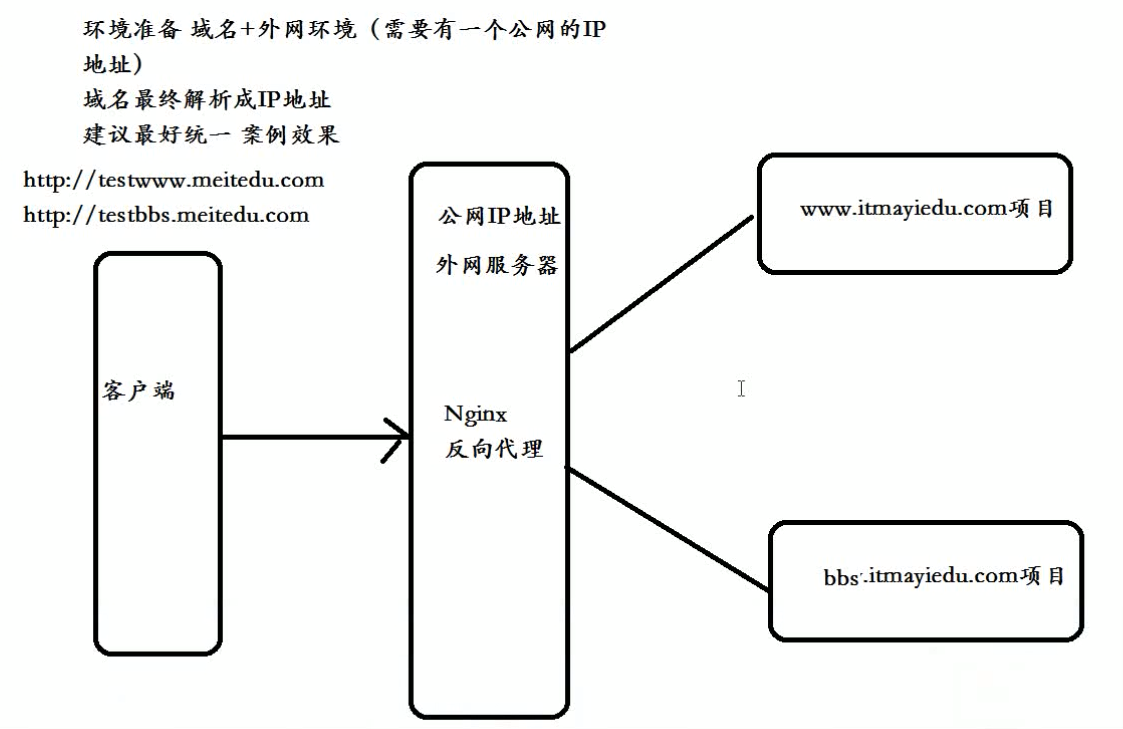 环境准备 域名+外网环境（需要有一个公网的IP
地址）
域名最终解析成IP地址
建议最好统一 案例效果
http://testwww.meitedu.com
http://testbbs.meitedu.com
客户端
公网IP地址
外网服务器
Nginx
反向代理
www.itmayiedu.com项目
bbs.itmayiedu.com项目